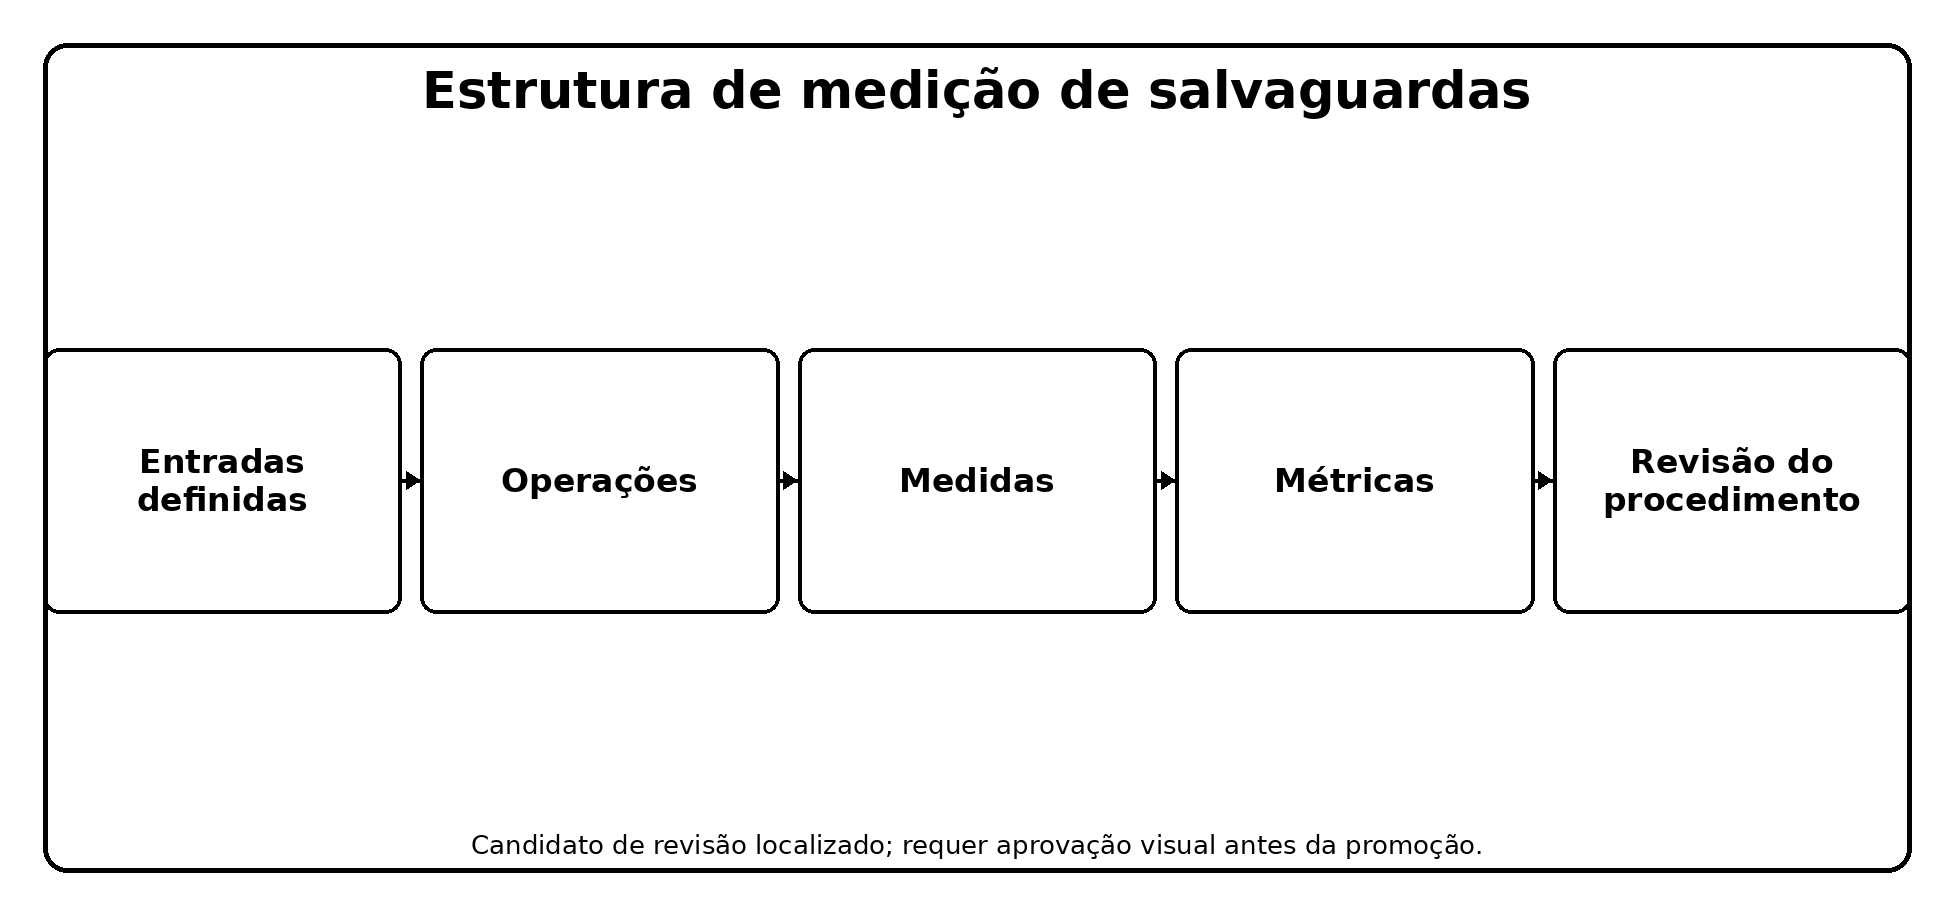 Estrutura de medição de salvaguardas
Entradas
definidas
Operações
Medidas
Métricas
Revisão do
procedimento
Candidato de revisão localizado; requer aprovação visual antes da promoção.